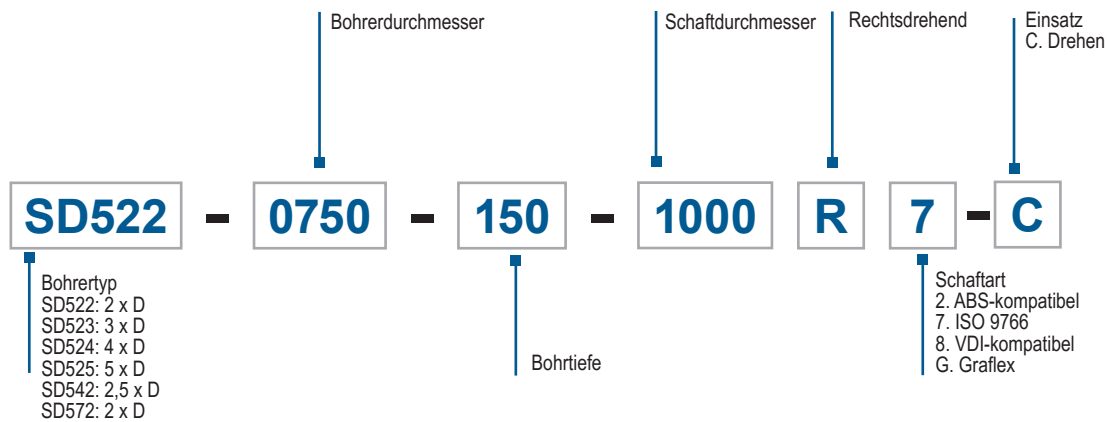 Bohrerdurchmesser
Schaftdurchmesser
Rechtsdrehend
Einsatz
C. Drehen
SD522 - 0750 - 150 - 1000 R 7 - C
Bohrertyp
SD522: 2 x D
SD523: 3 x D
SD524: 4 x D
SD525: 5 x D
SD542: 2,5 x D
SD572: 2 x D
Bohrtiefe
Schaftart
2. ABS-kompatibel
7. ISO 9766
8. VDI-kompatibel
G. Graflex